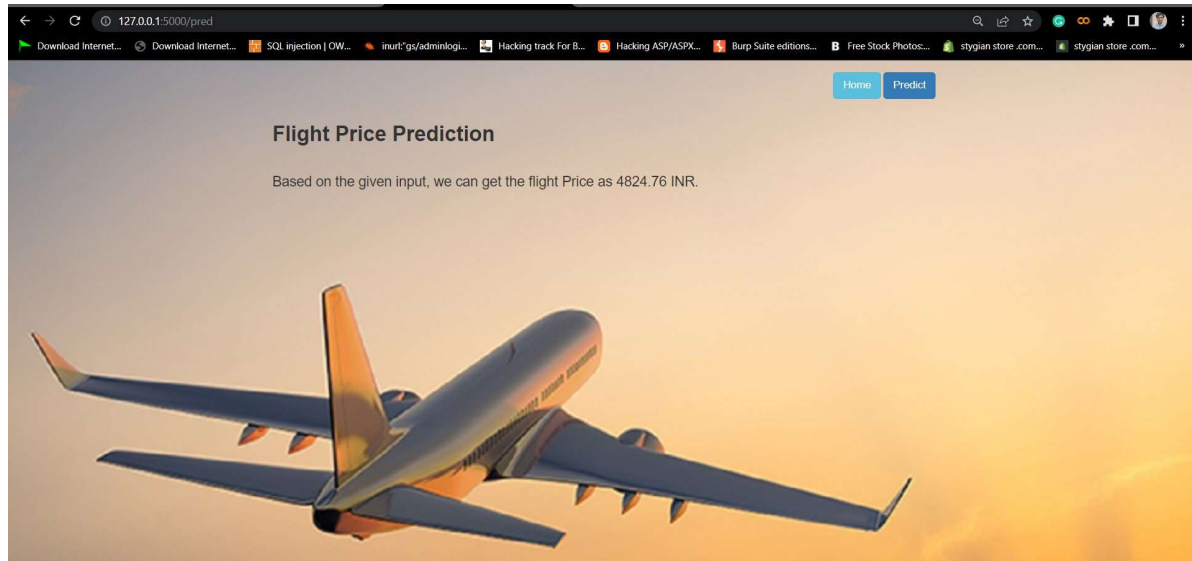 127.0.0.1:5000/pred
Download Internet... Download Internet... SQL injection | OW... inurl:"gs/adminlogi... Hacking track For B... Hacking ASP/ASPX... Burp Suite editions... Free Stock Photos:... stygian store .com... stygian store .com... »
Home Predict
Flight Price Prediction
Based on the given input, we can get the flight Price as 4824.76 INR.